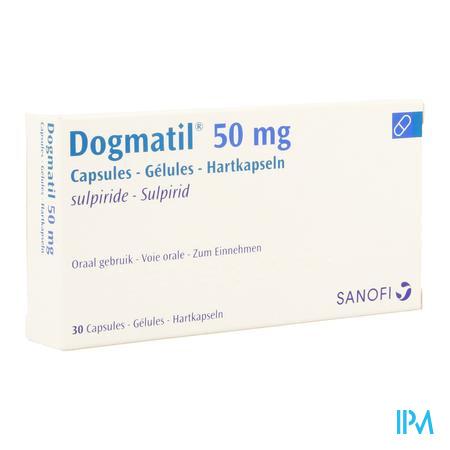 Dogmatil® 50 mg
Capsules - Gélules - Hartkapseln
sulpiride - Sulpirid
Oraal gebruik - Voie orale - Zum Einnehmen
SANOFI
30 Capsules - Gélules - Hartkapseln
Dogmatil 50 mg
Capsules - Gélules - Hartkapseln
IPM